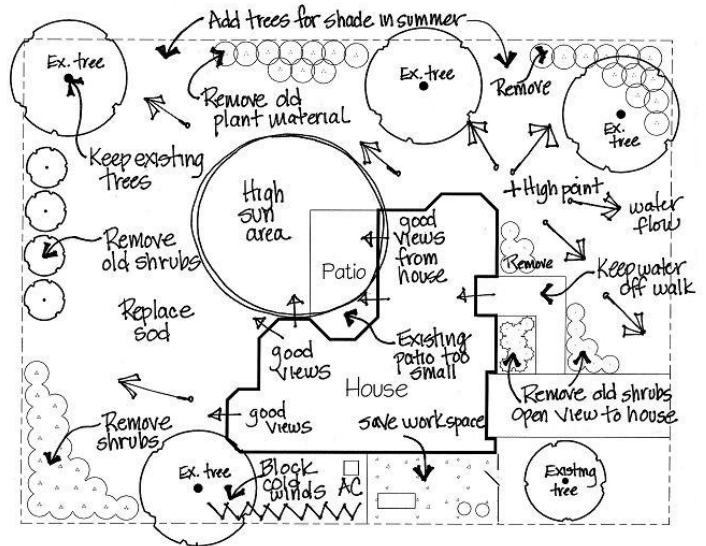 Add trees for shade in summer
Ex. tree
Ex. tree
Remove
Remove old
plant material
Ex.
tree
Keep existing
trees
High
sun
area
+ High point
water
flow
good
views
from
house
Remove
old shrubs
Patio
Remove
Keep water
off walk
Replace
sod
Existing
patio too
small
good
views
House
Remove old shrubs
Open view to house
good
views
save workspace
Remove
shrubs
Ex. tree
Block
cold
winds
AC
Existing
tree